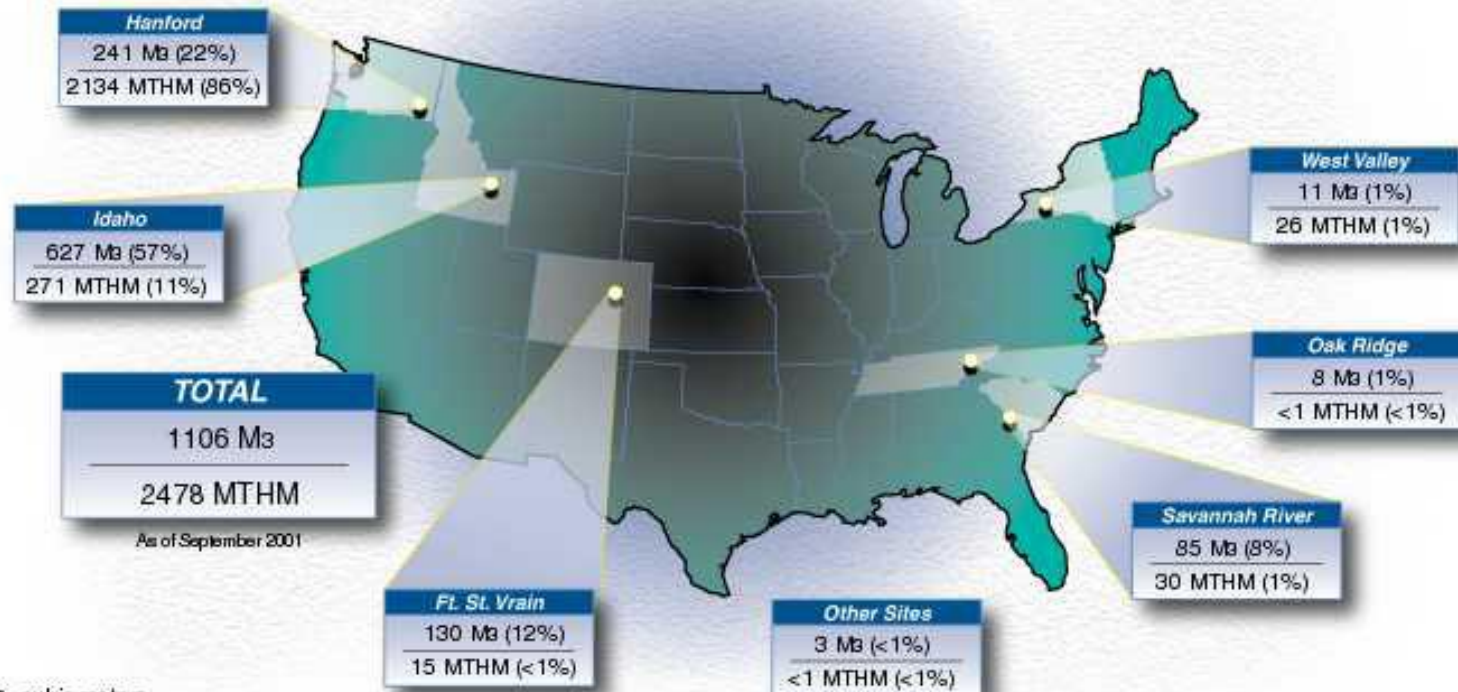 Hanford
241 M3 (22%)
2134 MTHM (86%)
Idaho
627 M3 (57%)
271 MTHM (11%)
TOTAL
1106 M3
2478 MTHM
As of September 2001
Ft. St. Vrain
130 M3 (12%)
15 MTHM (<1%)
Other Sites
3 M3 (<1%)
<1 MTHM (<1%)
West Valley
11 M3 (1%)
26 MTHM (1%)
Oak Ridge
8 M3 (1%)
<1 MTHM (<1%)
Savannah River
85 M3 (8%)
30 MTHM (1%)